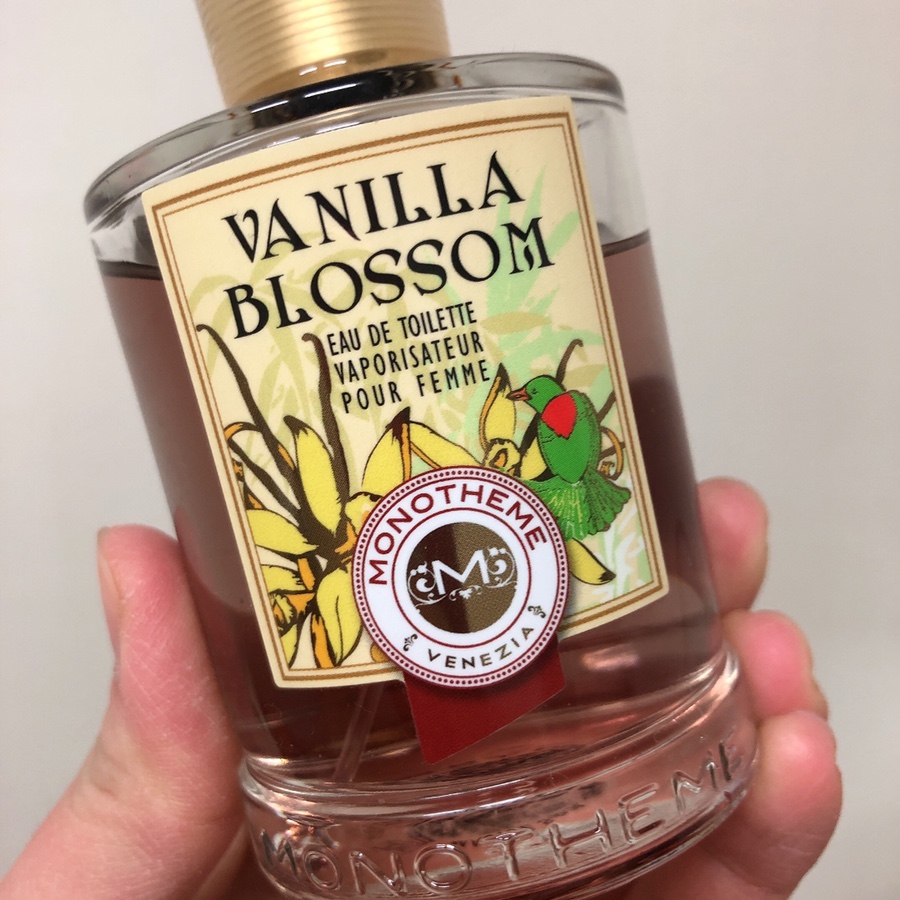 VANILLA
BLOSSOM
EAU DE TOILETTE
VAPORISATEUR
POUR FEMME
MONOTHEME
M
VENEZIA
MONOTHEME